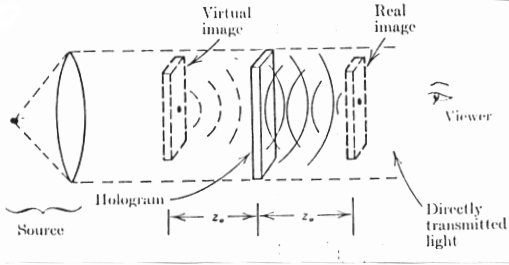 Virtual
image
Real
image
Viewer
Hologram
z₀
z₀
Source
Directly
transmitted
light